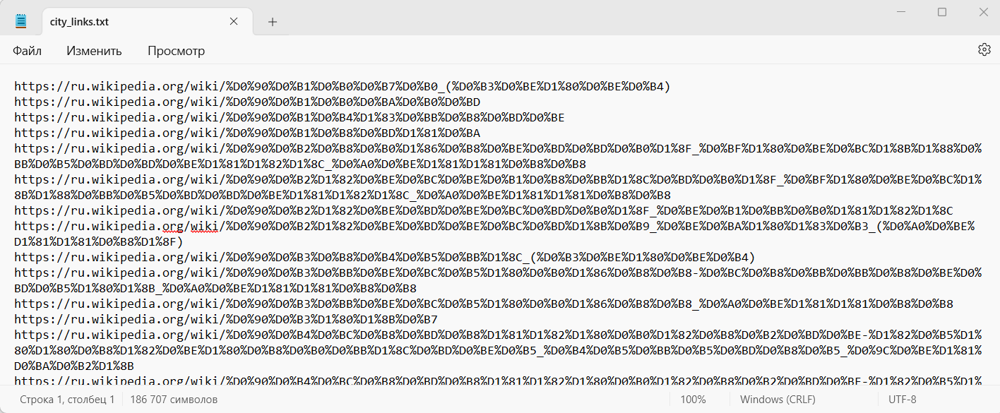 city_links.txt
Файл Изменить Просмотр
https://ru.wikipedia.org/wiki/%D0%90%D0%B1%D0%B0%D0%B7%D0%B0_(%D0%B3%D0%BE%D1%80%D0%BE%D0%B4)
https://ru.wikipedia.org/wiki/%D0%90%D0%B1%D0%B0%D0%BA%D0%B0%D0%BD
https://ru.wikipedia.org/wiki/%D0%90%D0%B1%D0%B4%D1%83%D0%BB%D0%B8%D0%BD%D0%BE
https://ru.wikipedia.org/wiki/%D0%90%D0%B1%D0%B8%D0%BD%D1%81%D0%BA
https://ru.wikipedia.org/wiki/%D0%90%D0%B2%D0%B8%D0%B0%D1%86%D0%B8%D0%BE%D0%BD%D0%BD%D0%B0%D1%8F_%D0%BF%D1%80%D0%BE%D0%BC%D1%8B%D1%88%D0%
BB%D0%B5%D0%BD%D0%BD%D0%BE%D1%81%D1%82%D1%8C_%D0%A0%D0%BE%D1%81%D1%81%D0%B8%D0%B8
https://ru.wikipedia.org/wiki/%D0%90%D0%B2%D1%82%D0%BE%D0%BC%D0%BE%D0%B1%D0%B8%D0%BB%D1%8C%D0%BD%D0%B0%D1%8F_%D0%BF%D1%80%D0%BE%D0%BC%D1%
8B%D1%88%D0%BB%D0%B5%D0%BD%D0%BD%D0%BE%D1%81%D1%82%D1%8C_%D0%A0%D0%BE%D1%81%D1%81%D0%B8%D0%B8
https://ru.wikipedia.org/wiki/%D0%90%D0%B2%D1%82%D0%BE%D0%BD%D0%BE%D0%BC%D0%BD%D0%B0%D1%8F_%D0%BE%D0%B1%D0%BB%D0%B0%D1%81%D1%82%D1%8C
https://ru.wikipedia.org/wiki/%D0%90%D0%B2%D1%82%D0%BE%D0%BD%D0%BE%D0%BC%D0%BD%D1%8B%D0%B9_%D0%BE%D0%BA%D1%80%D1%83%D0%B3_(%D0%A0%D0%BE%
D1%81%D1%81%D0%B8%D1%8F)
https://ru.wikipedia.org/wiki/%D0%90%D0%B3%D0%B8%D0%B4%D0%B5%D0%BB%D1%8C_(%D0%B3%D0%BE%D1%80%D0%BE%D0%B4)
https://ru.wikipedia.org/wiki/%D0%90%D0%B3%D0%BB%D0%BE%D0%BC%D0%B5%D1%80%D0%B0%D1%86%D0%B8%D0%B8-%D0%BC%D0%B8%D0%BB%D0%BB%D0%B8%D0%BE%D0%
BD%D0%B5%D1%80%D1%8B_%D0%A0%D0%BE%D1%81%D1%81%D0%B8%D0%B8
https://ru.wikipedia.org/wiki/%D0%90%D0%B3%D0%BB%D0%BE%D0%BC%D0%B5%D1%80%D0%B0%D1%86%D0%B8%D0%B8_%D0%A0%D0%BE%D1%81%D1%81%D0%B8%D0%B8
https://ru.wikipedia.org/wiki/%D0%90%D0%B3%D1%80%D1%8B%D0%B7
https://ru.wikipedia.org/wiki/%D0%90%D0%B4%D0%BC%D0%B8%D0%BD%D0%B8%D1%81%D1%82%D1%80%D0%B0%D1%82%D0%B8%D0%B2%D0%BD%D0%BE-%D1%82%D0%B5%D1%
80%D1%80%D0%B8%D1%82%D0%BE%D1%80%D0%B8%D0%B0%D0%BB%D1%8C%D0%BD%D0%BE%D0%B5_%D0%B4%D0%B5%D0%BB%D0%B5%D0%BD%D0%B8%D0%B5_%D0%9C%D0%BE%D1%81%
D0%BA%D0%B2%D1%8B
https://ru.wikipedia.org/wiki/%D0%90%D0%B4%D0%BC%D0%B8%D0%BD%D0%B8%D1%81%D1%82%D1%80%D0%B0%D1%82%D0%B8%D0%B2%D0%BD%D0%BE-%D1%82%D0%B5%D1%
Строка 1, столбец 1 186 707 символов 100% Windows (CRLF) UTF-8